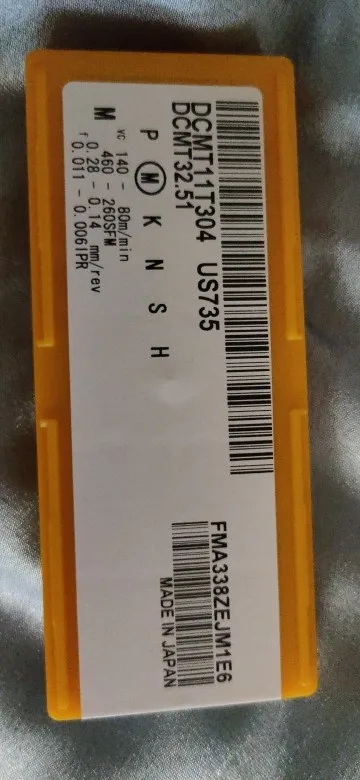 DCMT11T304 US735
DCMT32.51
P M K N S H
M vc 140 - 80m/min
460 - 260SFM
f 0.28 - 0.14 mm/rev
f 0.011 - 0.006IPR
FMA338ZEJM1E6
MADE IN JAPAN